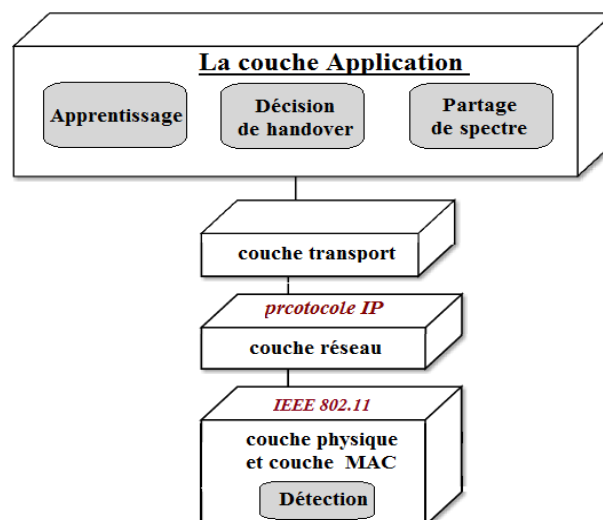 La couche Application
Apprentissage
Décision
de handover
Partage
de spectre
couche transport
prcotocole IP
couche réseau
IEEE 802.11
couche physique
et couche MAC
Détection